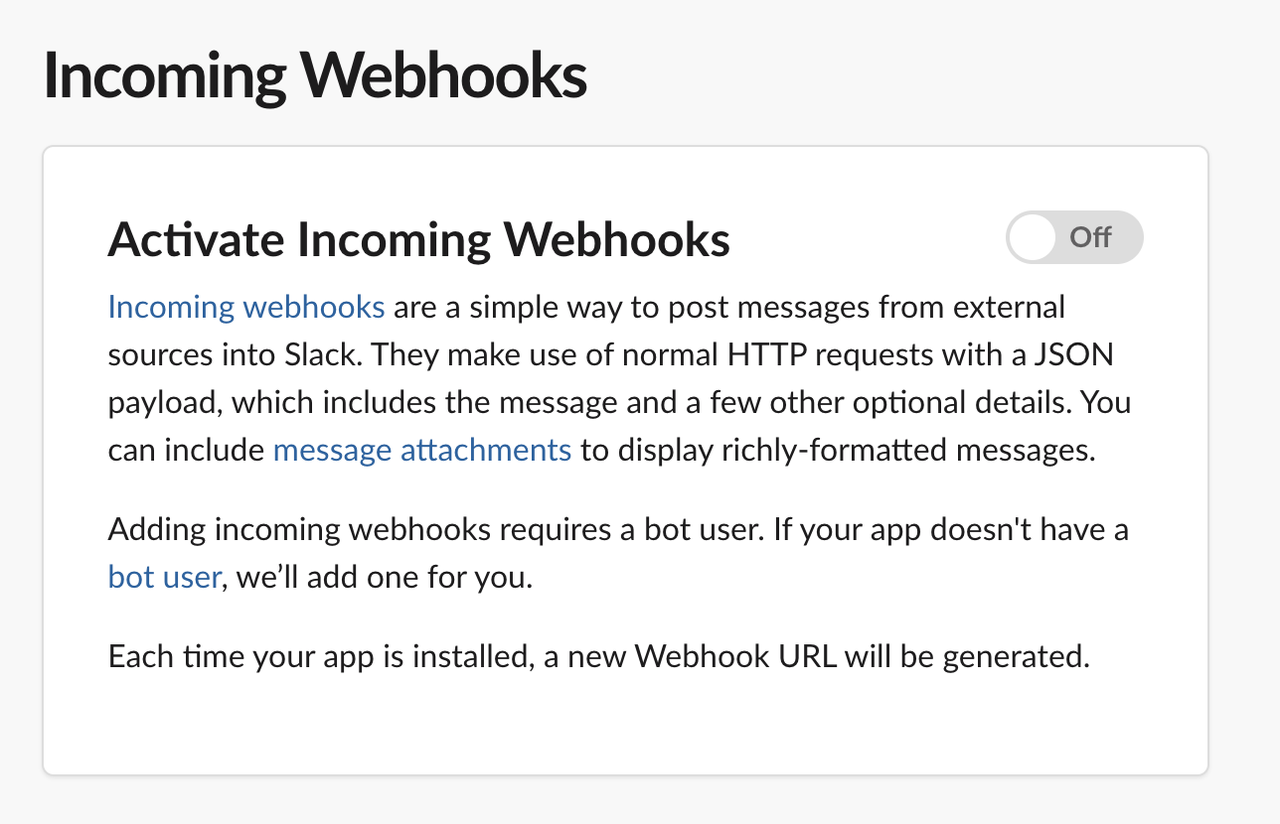 Incoming Webhooks
Activate Incoming Webhooks
Off
Incoming webhooks are a simple way to post messages from external
sources into Slack. They make use of normal HTTP requests with a JSON
payload, which includes the message and a few other optional details. You
can include message attachments to display richly-formatted messages.
Adding incoming webhooks requires a bot user. If your app doesn't have a
bot user, we’ll add one for you.
Each time your app is installed, a new Webhook URL will be generated.